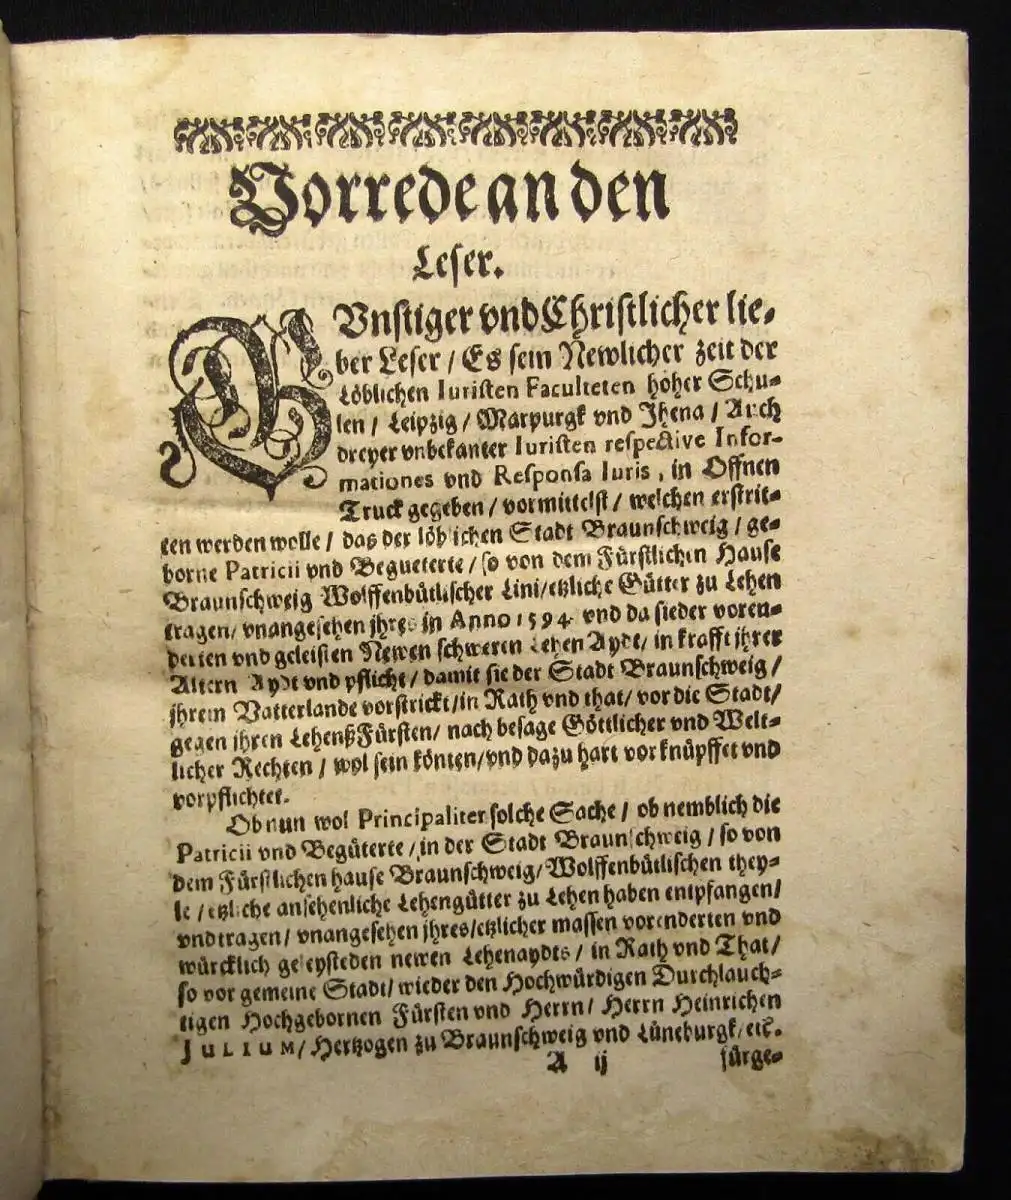 Vorrede an den
Leser.
GVnstiger vnd Christlicher lie-
ber Leser / Es sein Newlicher zeit der
Löblichen Iuristen Faculteten hoher Schu-
len / Leipzig / Marpurgk vnd Jhena / Auch
dreyer vnbekanter Iuristen respective Infor-
mationes vnd Responsa Iuris, in Offnen
Truck gegeben / vormittelst / welchen erstrit-
ten werden wolle / das der löblichen Stadt Braunschweig / ge-
borne Patricii vnd Begueterte / so von dem Fürstlichen Hause
Braunschweig Wolffenbütlischer Lini / etzliche Gütter zu Lehen
tragen / vnangesehen jhres in Anno 1594. vnd da sieder voren-
derten vnd geleisten Newen schweren Lehen Aydt / in krafft jhrer
Altern Aydt vnd pflicht / damit sie der Stadt Braunschweig /
jhrem Vatterlande vorstrickt / in Rath vnd that / vor die Stadt /
gegen jhren LehenßFürsten / nach besage Göttlicher vnd Welt-
licher Rechten / wol sein könten / vnd dazu hart vorknüpffet vnd
vorpflichtet.
Ob nun wol Principaliter solche Sache / ob nemblich die
Patricii vnd Begüterte / in der Stadt Braunschweig / so von
dem Fürstlichen hause Braunschweig / Wolffenbütlischen they-
le / etzliche ansehenliche Lehengütter zu Lehen haben entpfangen /
vnd tragen / vnangesehen jhres / etzlicher massen vorenderten vnd
würcklich geleysteden newen Lehenaydts / in Rath vnd That /
so vor gemeine Stadt / wieder den Hochwürdigen Durchlauch-
tigen Hochgebornen Fürsten vnd Herrn / Herrn Heinrichen
JULIUM / Hertzogen zu Braunschweig vnd Lüneburgk / etc.
A ij fürge-